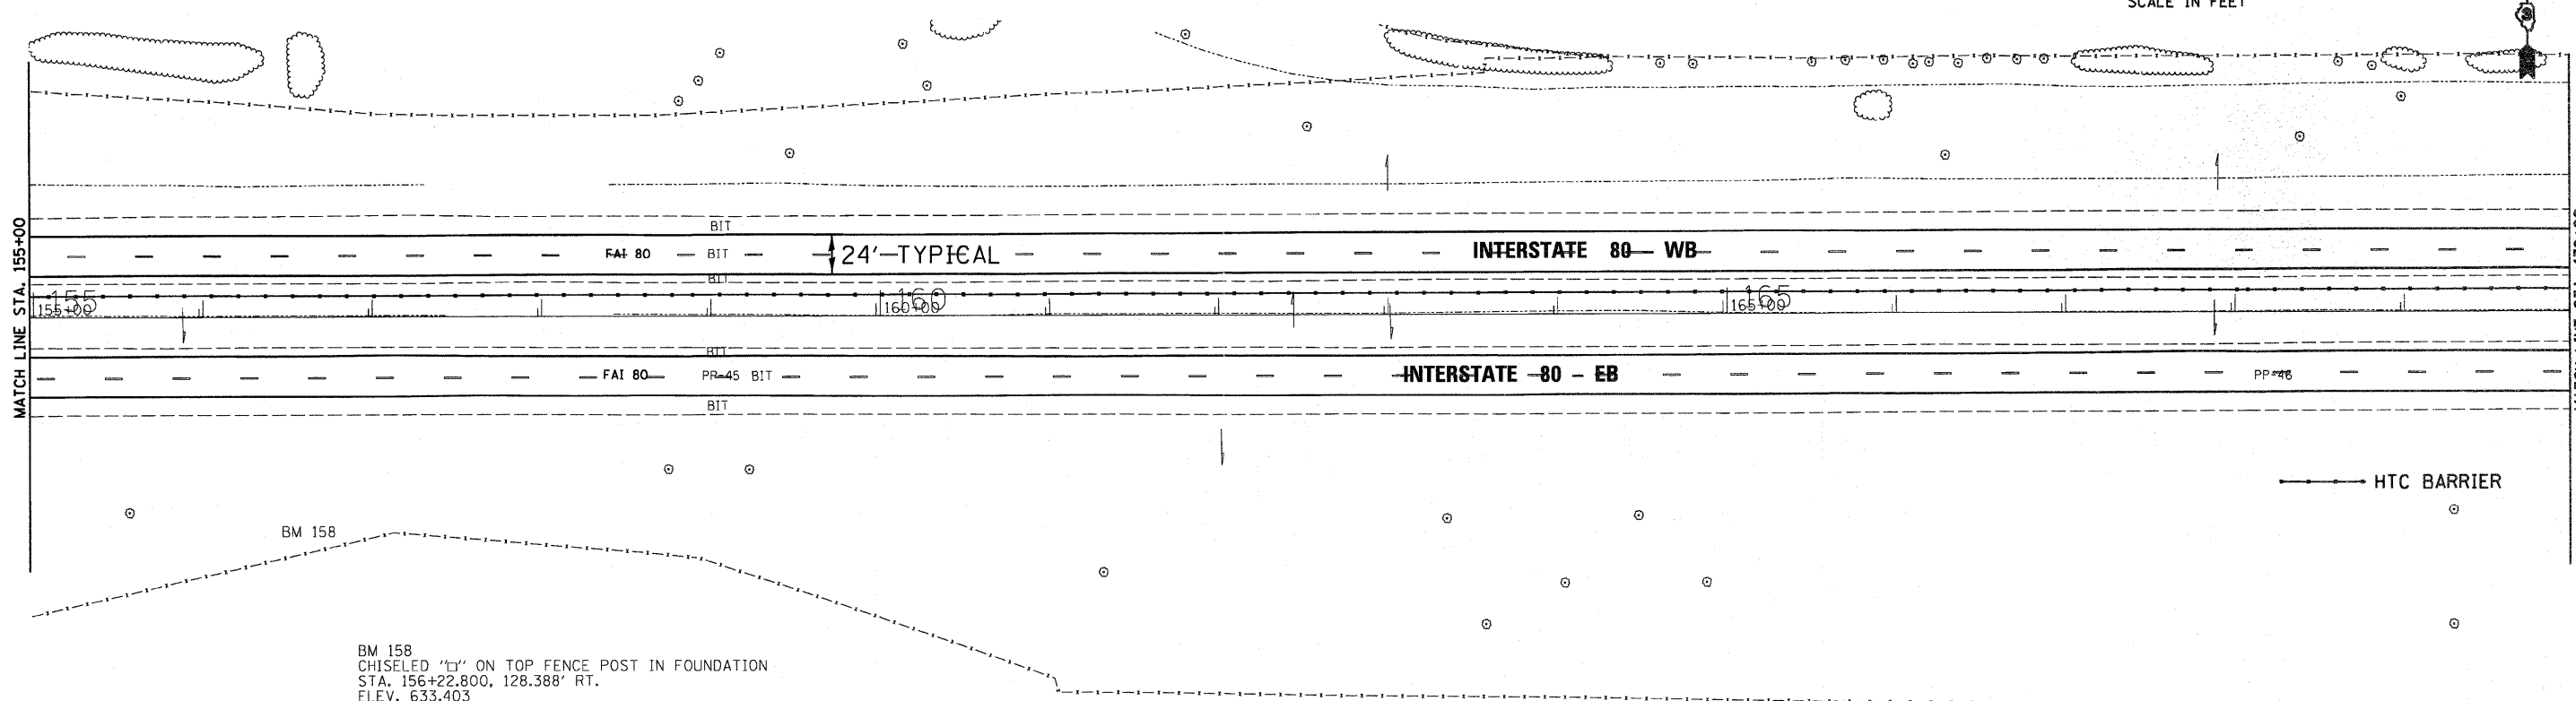 SCALE IN FEET
3
MATCH LINE STA. 155+00
BIT
FAI 80 BIT 24' TYPICAL INTERSTATE 80 WB
BIT
155 160 165
155+00 160+00 165+00
BIT
FAI 80 PR-45 BIT INTERSTATE 80 - EB PP-46
BIT
HTC BARRIER
BM 158
BM 158
CHISELED "□" ON TOP FENCE POST IN FOUNDATION
STA. 156+22.800, 128.388' RT.
ELEV. 633.403